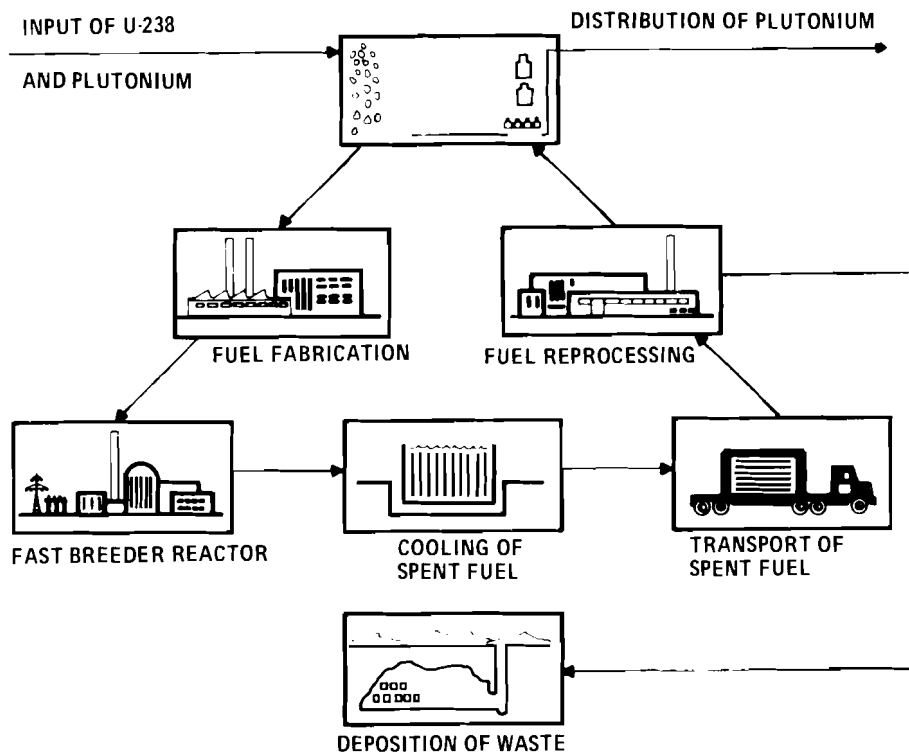 INPUT OF U-238
AND PLUTONIUM
DISTRIBUTION OF PLUTONIUM
FUEL FABRICATION
FUEL REPROCESSING
FAST BREEDER REACTOR
COOLING OF
SPENT FUEL
TRANSPORT OF
SPENT FUEL
DEPOSITION OF WASTE